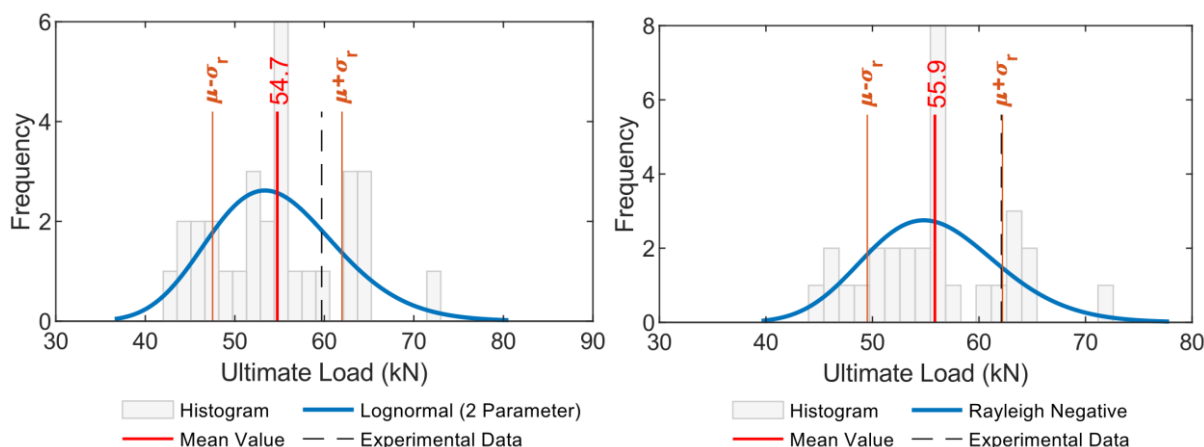 6
4
2
0
Frequency
μ-σr
54.7
μ+σr
30 40 50 60 70 80 90
Ultimate Load (kN)
Histogram Lognormal (2 Parameter)
Mean Value Experimental Data
8
6
4
2
0
Frequency
μ-σr
55.9
μ+σr
30 40 50 60 70 80
Ultimate Load (kN)
Histogram Rayleigh Negative
Mean Value Experimental Data